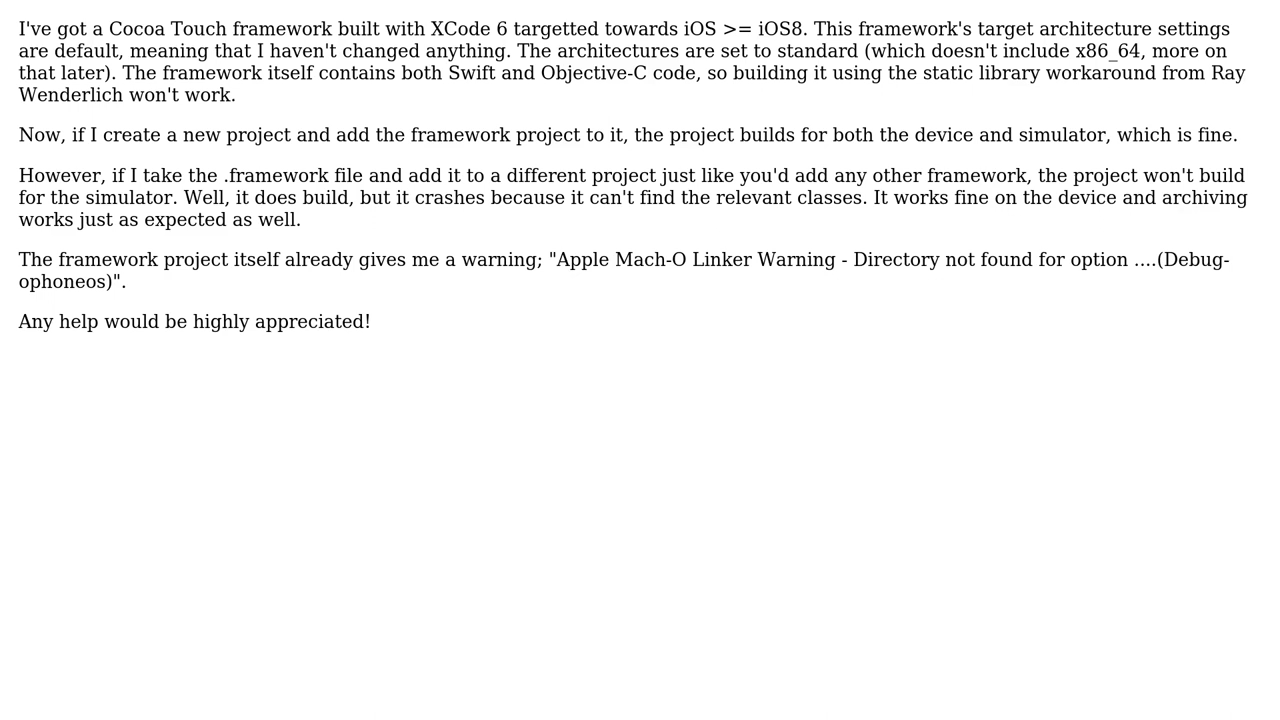 I've got a Cocoa Touch framework built with XCode 6 targetted towards iOS >= iOS8. This framework's target architecture settings
are default, meaning that I haven't changed anything. The architectures are set to standard (which doesn't include x86_64, more on
that later). The framework itself contains both Swift and Objective-C code, so building it using the static library workaround from Ray
Wenderlich won't work.
Now, if I create a new project and add the framework project to it, the project builds for both the device and simulator, which is fine.
However, if I take the .framework file and add it to a different project just like you'd add any other framework, the project won't build
for the simulator. Well, it does build, but it crashes because it can't find the relevant classes. It works fine on the device and archiving
works just as expected as well.
The framework project itself already gives me a warning; "Apple Mach-O Linker Warning - Directory not found for option ....(Debug-
ophoneos)".
Any help would be highly appreciated!